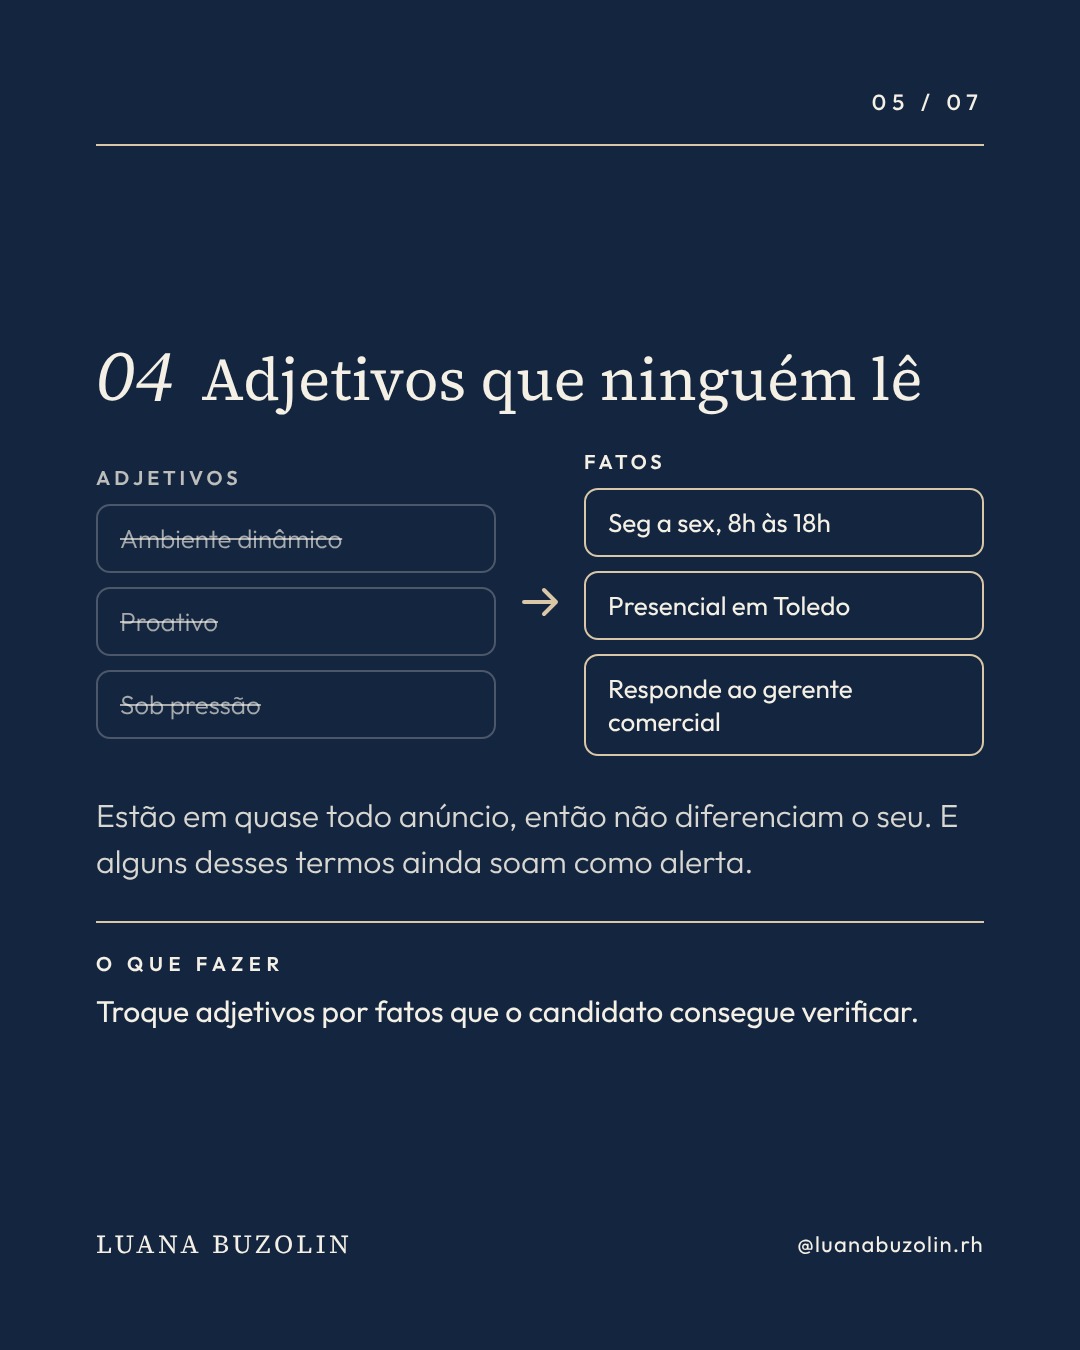 05 / 07
04 Adjetivos que ninguém lê
ADJETIVOS
Ambiente dinâmico
Proativo
Sob pressão
FATOS
Seg a sex, 8h às 18h
Presencial em Toledo
Responde ao gerente
comercial
Estão em quase todo anúncio, então não diferenciam o seu. E
alguns desses termos ainda soam como alerta.
O QUE FAZER
Troque adjetivos por fatos que o candidato consegue verificar.
LUANA BUZOLIN
@luanabuzolin.rh